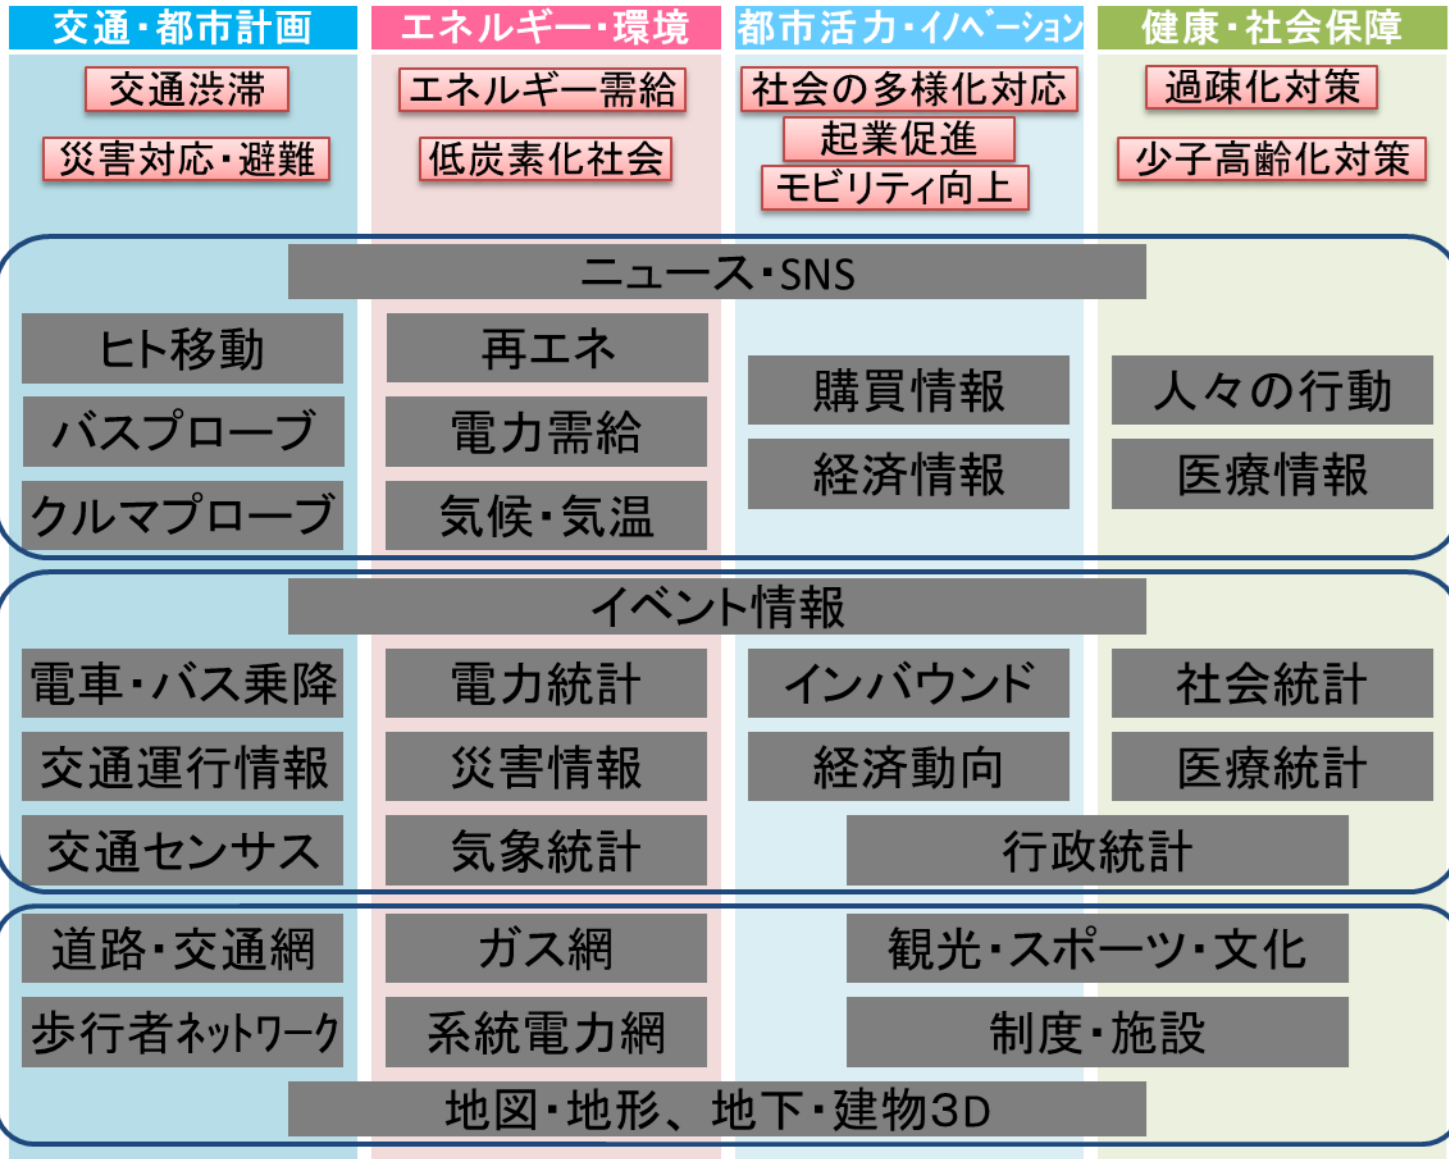 交通・都市計画
エネルギー・環境
都市活力・イノベーション
健康・社会保障
交通渋滞
エネルギー需給
社会の多様化対応
過疎化対策
災害対応・避難
低炭素化社会
起業促進
モビリティ向上
少子高齢化対策
ニュース・SNS
ヒト移動
再エネ
購買情報
人々の行動
バスプローブ
電力需給
経済情報
医療情報
クルマプローブ
気候・気温
イベント情報
電車・バス乗降
電力統計
インバウンド
社会統計
交通運行情報
災害情報
経済動向
医療統計
交通センサス
気象統計
行政統計
道路・交通網
ガス網
観光・スポーツ・文化
歩行者ネットワーク
系統電力網
制度・施設
地図・地形、地下・建物3D